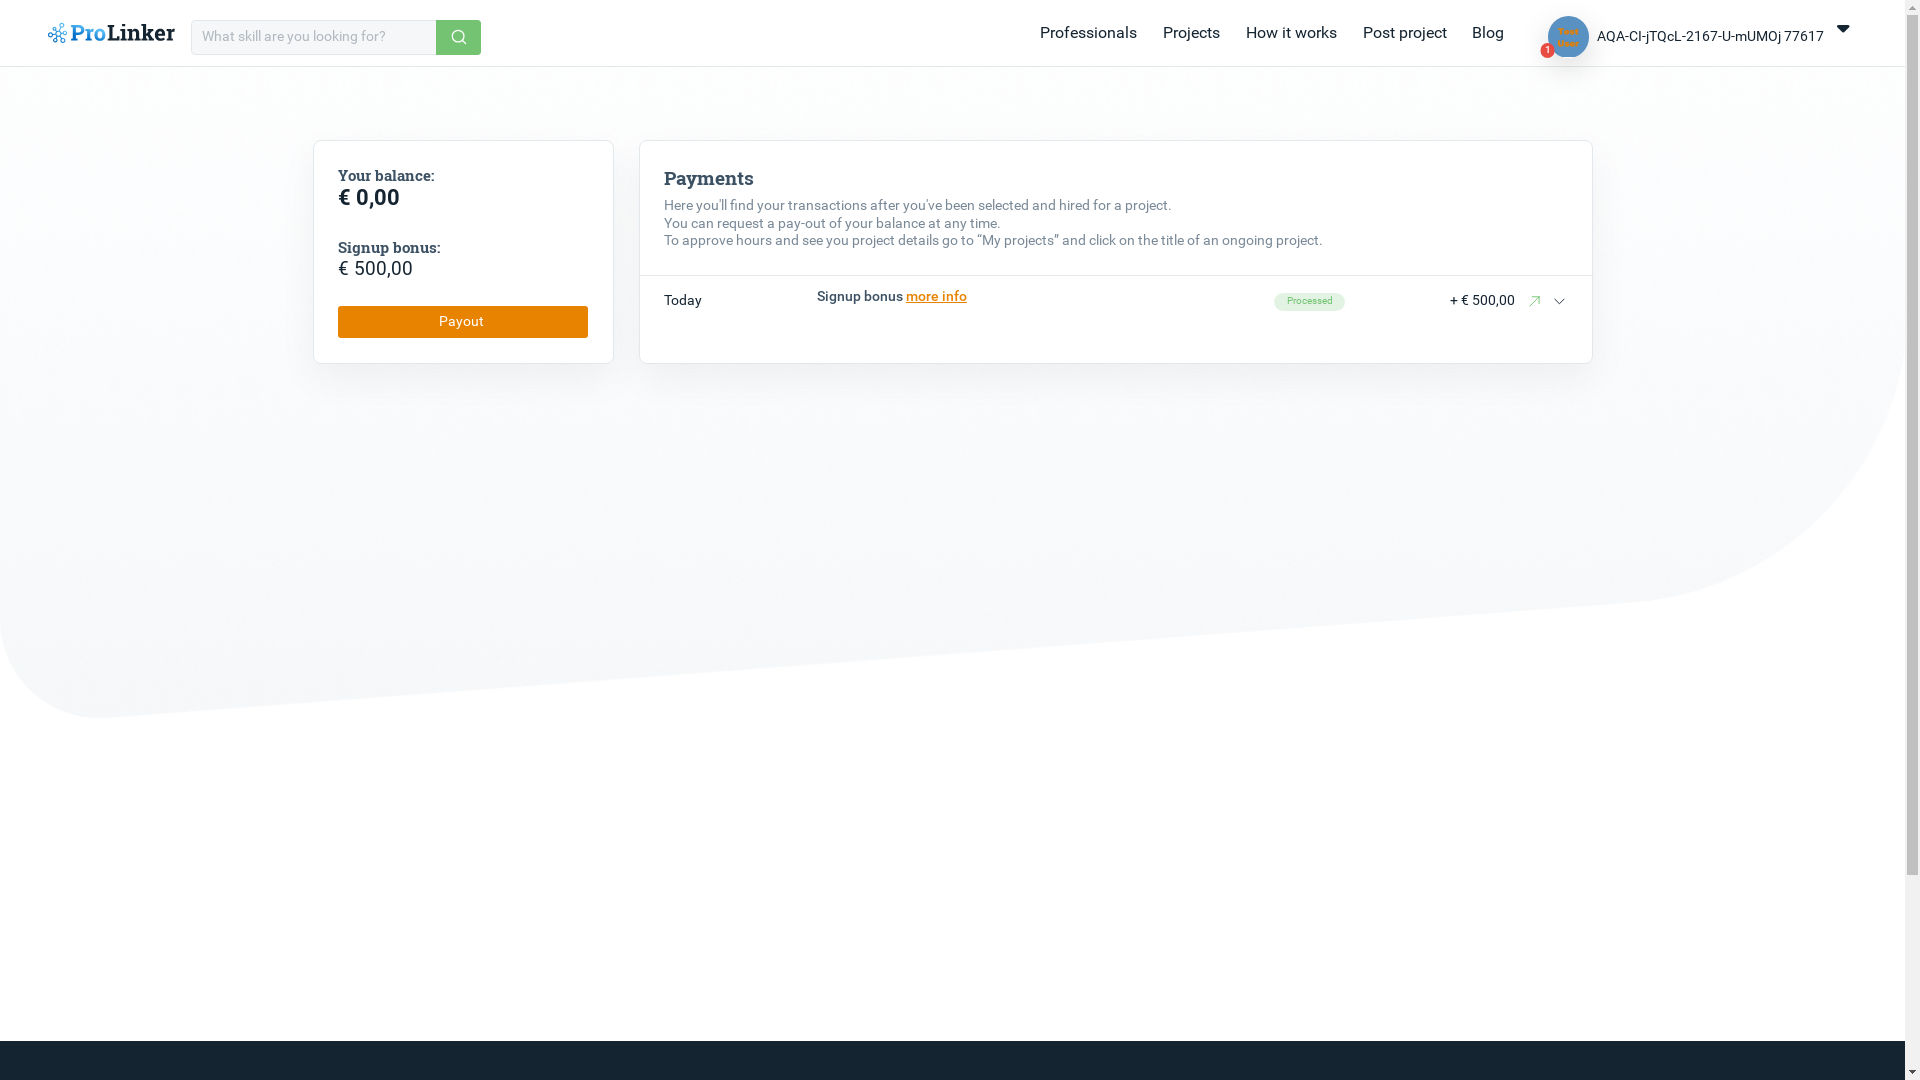 ProLinker
What skill are you looking for?
Professionals
Projects
How it works
Post project
Blog
Test
User
1
AQA-CI-jTQcL-2167-U-mUMOj 77617
Your balance:
€ 0,00
Signup bonus:
€ 500,00
Payout
Payments
Here you'll find your transactions after you've been selected and hired for a project.
You can request a pay-out of your balance at any time.
To approve hours and see you project details go to “My projects” and click on the title of an ongoing project.
Today
Signup bonus more info
Processed
+ € 500,00